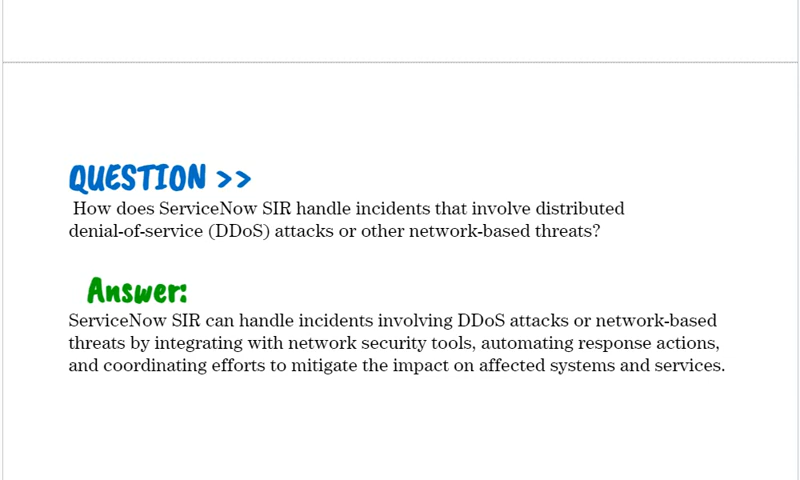 QUESTION >>
How does ServiceNow SIR handle incidents that involve distributed
denial-of-service (DDoS) attacks or other network-based threats?
Answer:
ServiceNow SIR can handle incidents involving DDoS attacks or network-based
threats by integrating with network security tools, automating response actions,
and coordinating efforts to mitigate the impact on affected systems and services.